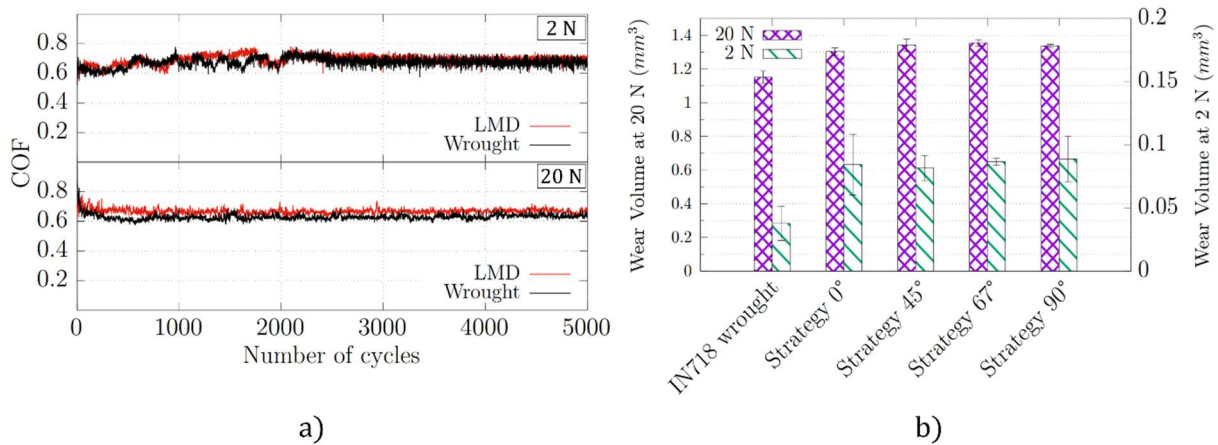 a)
2 N
0.8
0.6
0.4
0.2
LMD
Wrought
COF
20 N
0.8
0.6
0.4
0.2
LMD
Wrought
0 1000 2000 3000 4000 5000
Number of cycles
a)
b)
20 N
2 N
Wear Volume at 20 N (mm³)
1.4
1.2
1
0.8
0.6
0.4
0.2
0
Wear Volume at 2 N (mm³)
0.2
0.15
0.1
0.05
0
IN718 wrought
Strategy 0°
Strategy 45°
Strategy 67°
Strategy 90°
b)